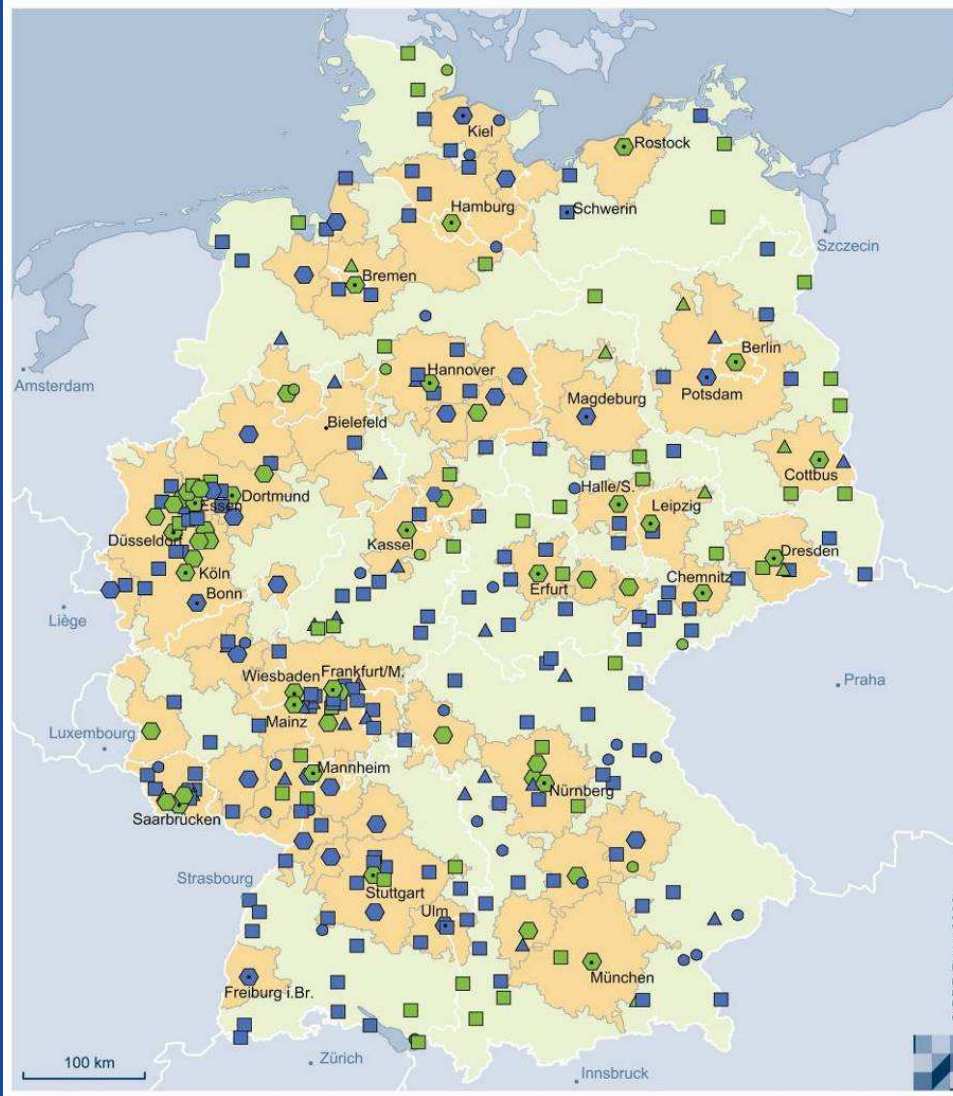 Kiel
Rostock
Hamburg
Schwerin
Szczecin
Bremen
Berlin
Amsterdam
Hannover
Potsdam
Magdeburg
Bielefeld
Cottbus
Halle/S.
Dortmund
Essen
Leipzig
Düsseldorf
Kassel
Dresden
Köln
Erfurt
Chemnitz
Bonn
Liège
Wiesbaden
Frankfurt/M.
Praha
Mainz
Luxembourg
Mannheim
Nürnberg
Saarbrücken
Strasbourg
Stuttgart
Ulm
München
Freiburg i.Br.
100 km
Zürich
Innsbruck